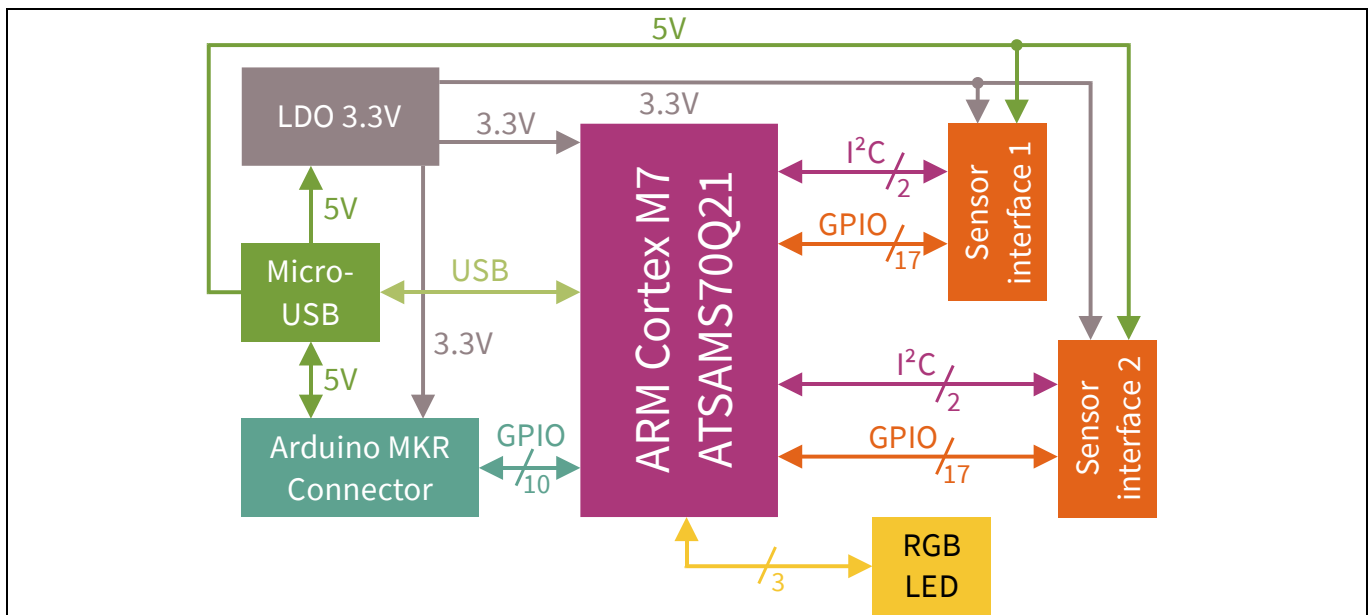 5V
LDO 3.3V
3.3V
3.3V
5V
Micro-
USB
USB
3.3V
5V
Arduino MKR
Connector
GPIO
10
ARM Cortex M7
ATSAMS70Q21
I²C
2
GPIO
17
Sensor
interface 1
I²C
2
GPIO
17
Sensor
interface 2
3
RGB
LED